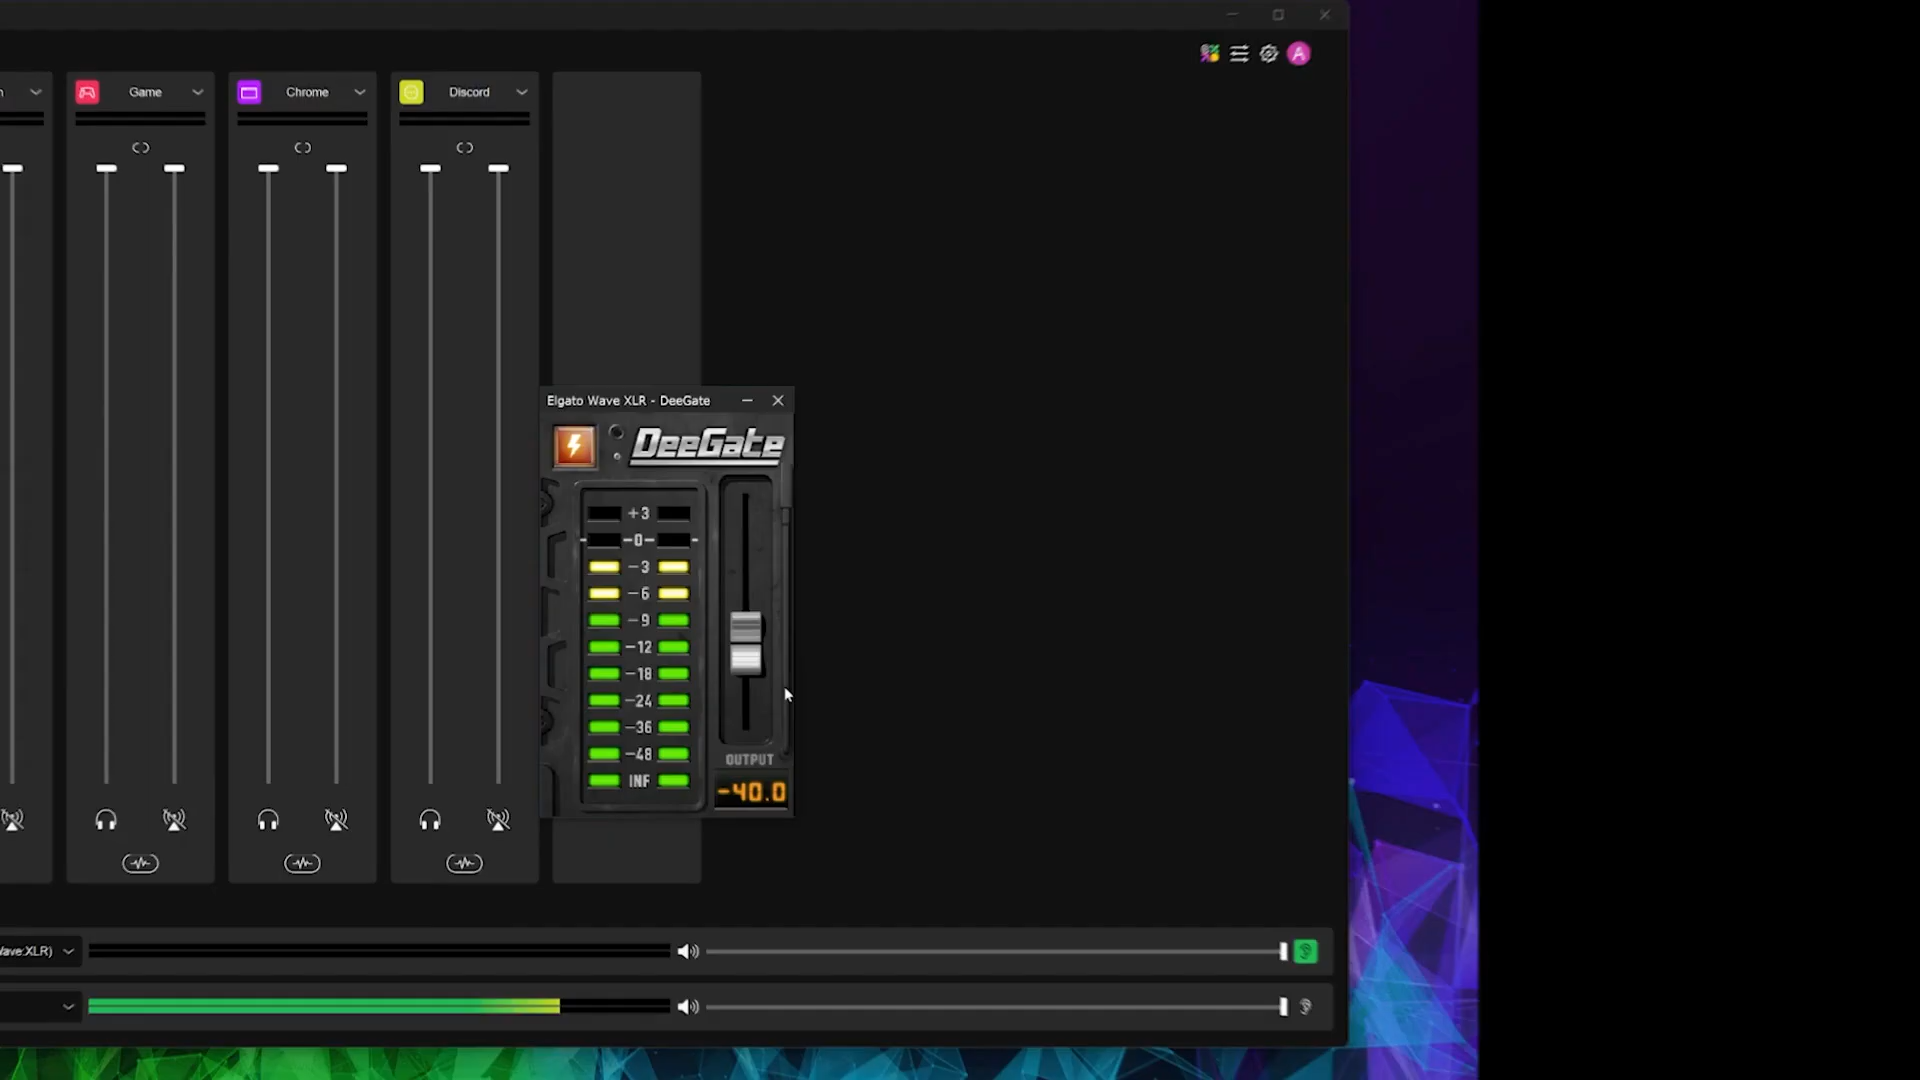 A
Game
Chrome
Discord
Elgato Wave XLR - DeeGate
DeeGate
+3
-0-
-3
-6
-9
-12
-18
-24
-36
-48
INF
OUTPUT
-40.0
Wave:XLR)